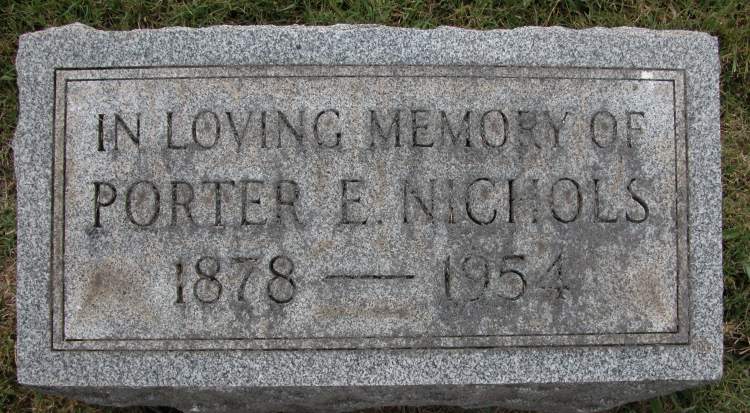 IN LOVING MEMORY OF
PORTER E. NICHOLS
1878 — 1954